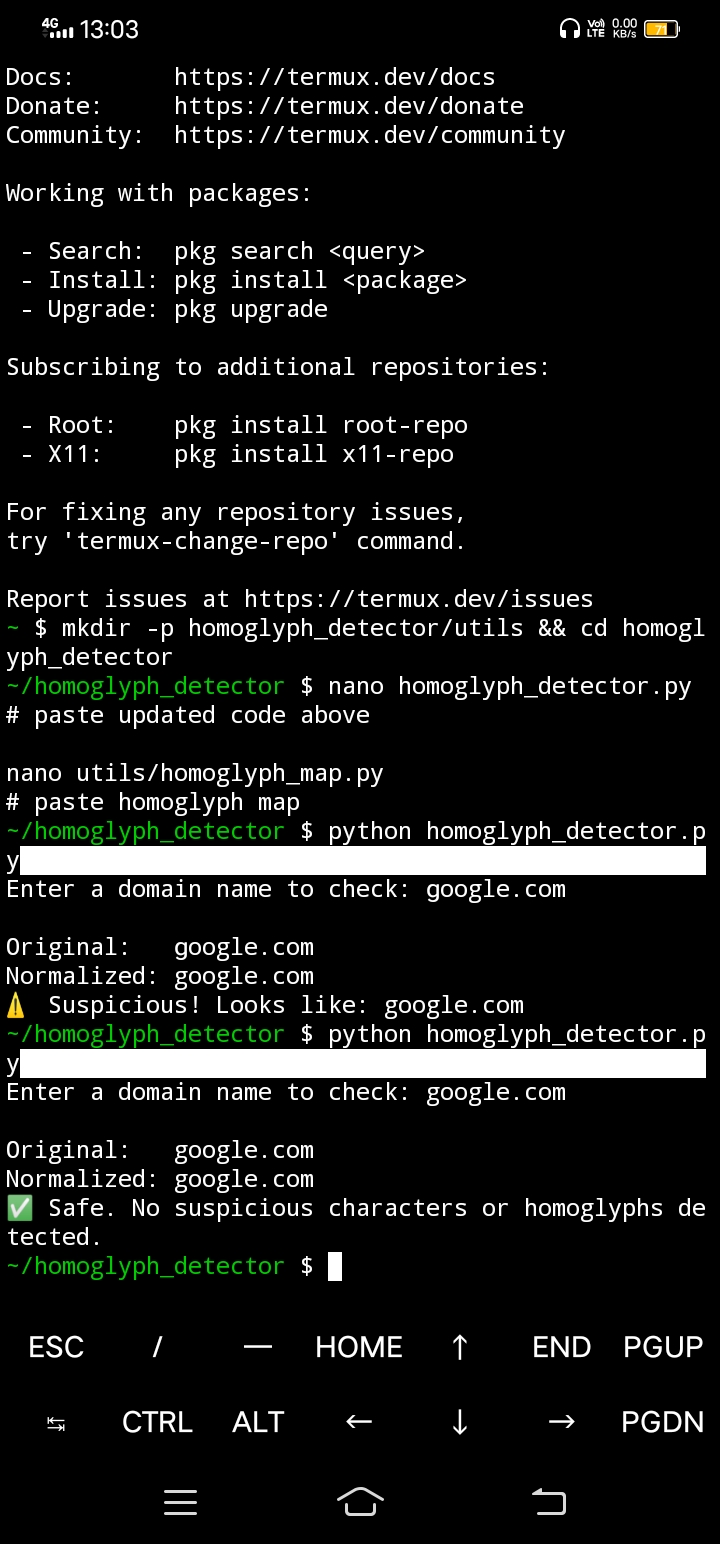 4G 13:03 Vo) LTE 0.00 KB/s 71
Docs:       https://termux.dev/docs
Donate:     https://termux.dev/donate
Community:  https://termux.dev/community
Working with packages:
 - Search:  pkg search <query>
 - Install: pkg install <package>
 - Upgrade: pkg upgrade
Subscribing to additional repositories:
 - Root:    pkg install root-repo
 - X11:     pkg install x11-repo
For fixing any repository issues,
try 'termux-change-repo' command.
Report issues at https://termux.dev/issues
~ $ mkdir -p homoglyph_detector/utils && cd homogl
yph_detector
~/homoglyph_detector $ nano homoglyph_detector.py
# paste updated code above
nano utils/homoglyph_map.py
# paste homoglyph map
~/homoglyph_detector $ python homoglyph_detector.p
y
Enter a domain name to check: google.com
Original:   google.com
Normalized: google.com
⚠️ Suspicious! Looks like: google.com
~/homoglyph_detector $ python homoglyph_detector.p
y
Enter a domain name to check: google.com
Original:   google.com
Normalized: google.com
✅ Safe. No suspicious characters or homoglyphs de
tected.
~/homoglyph_detector $
ESC / — HOME ↑ END PGUP
↹ CTRL ALT ← ↓ → PGDN